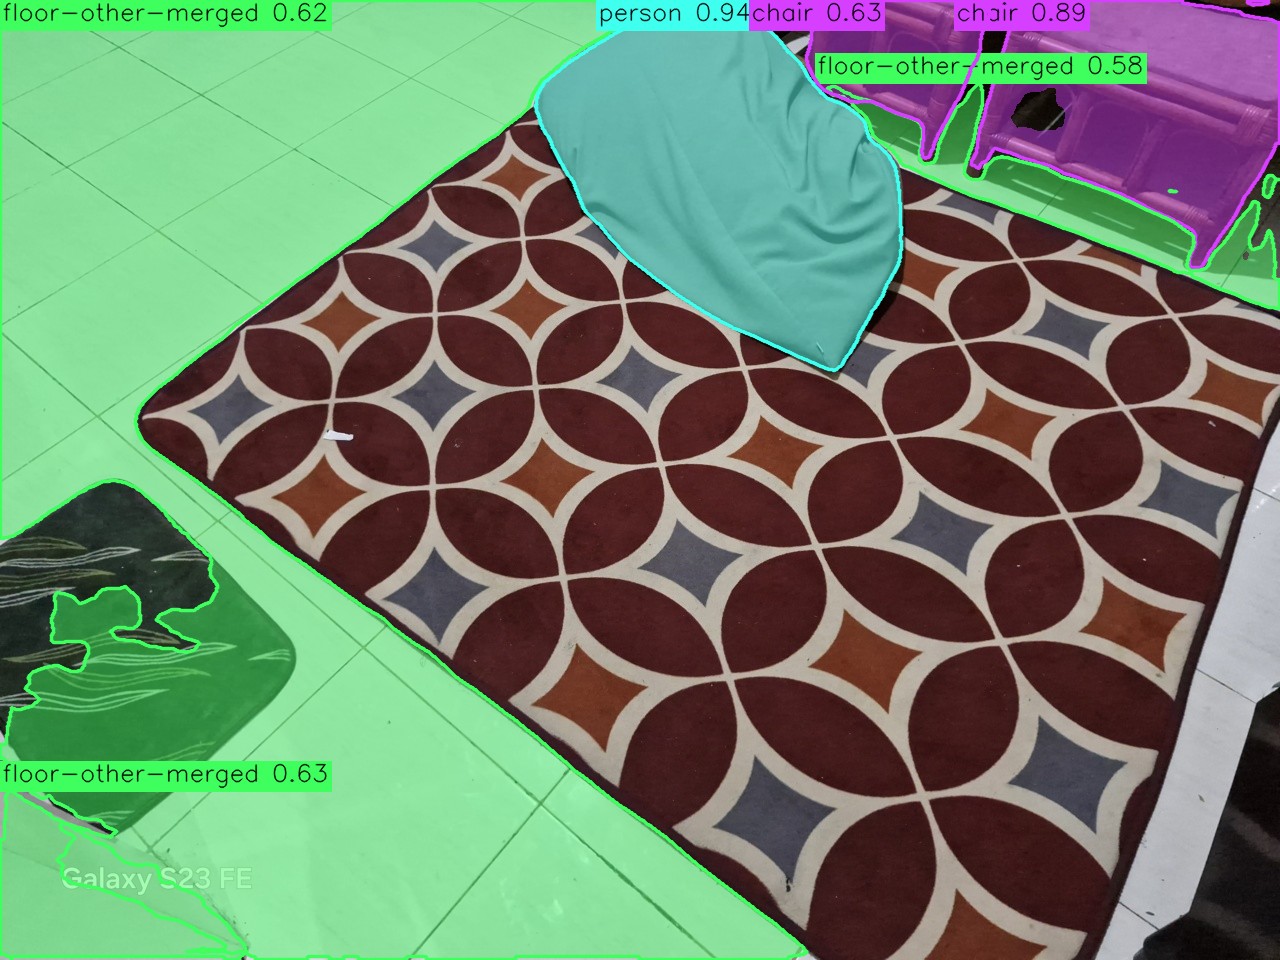 floor-other-merged 0.62
person 0.94
chair 0.63
chair 0.89
floor-other-merged 0.58
floor-other-merged 0.63
Galaxy S23 FE